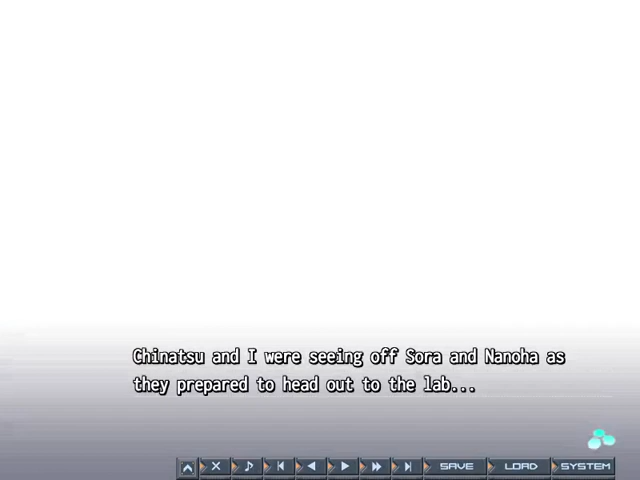 Chinatsu and I were seeing off Sora and Nanoha as
they prepared to head out to the lab...
SAVE LOAD SYSTEM